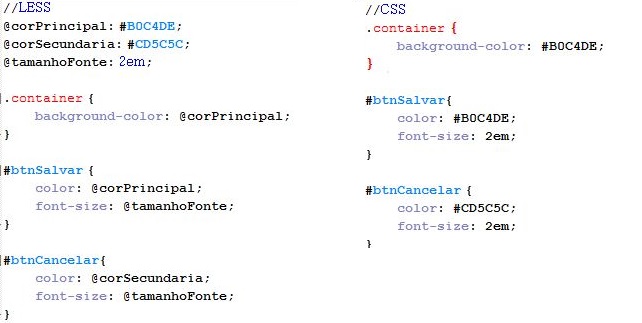 //LESS
@corPrincipal: #B0C4DE;
@corSecundaria: #CD5C5C;
@tamanhoFonte: 2em;
.container {
background-color: @corPrincipal;
}
#btnSalvar {
color: @corPrincipal;
font-size: @tamanhoFonte;
}
#btnCancelar{
color: @corSecundaria;
font-size: @tamanhoFonte;
}
//CSS
.container {
background-color: #B0C4DE;
}
#btnSalvar{
color: #B0C4DE;
font-size: 2em;
}
#btnCancelar {
color: #CD5C5C;
font-size: 2em;
}